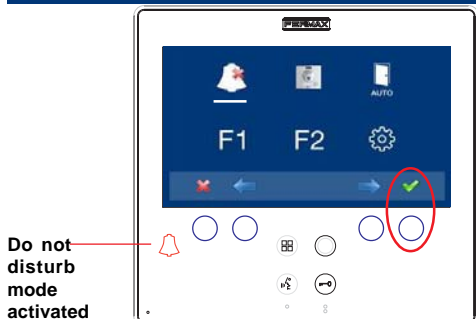 FERMAX
AUTO
F1 F2
Do not
disturb
mode
activated